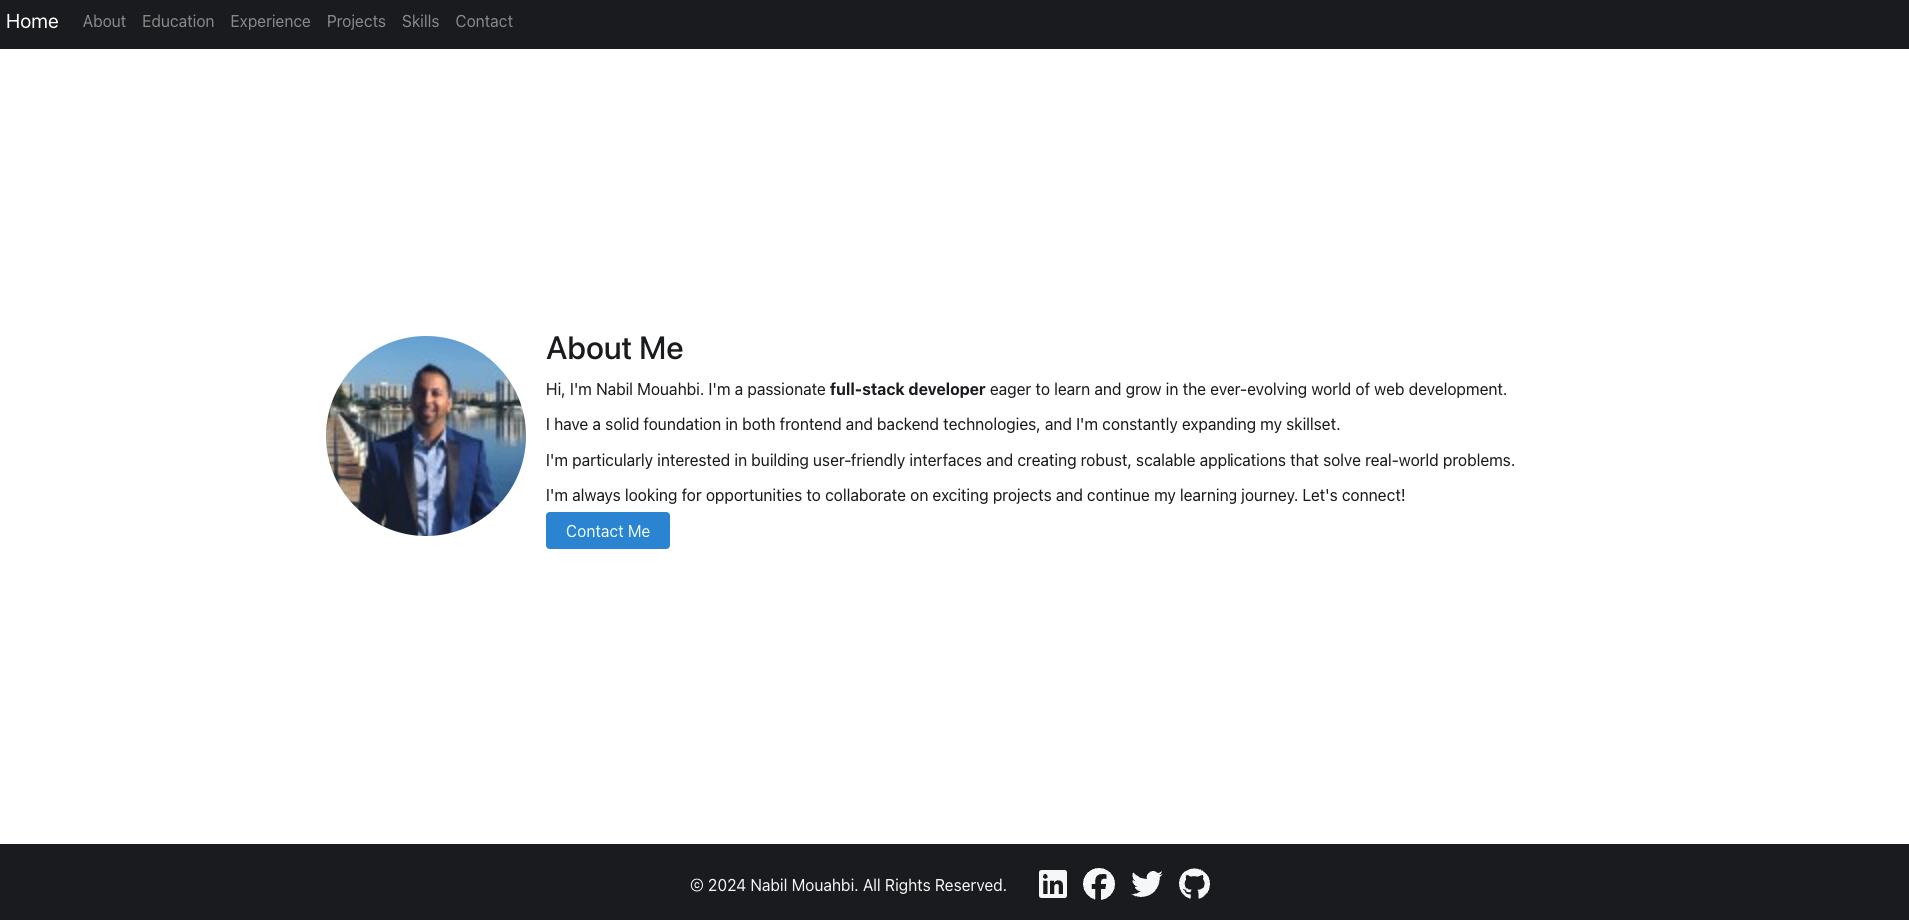 Home About Education Experience Projects Skills Contact
About Me
Hi, I'm Nabil Mouahbi. I'm a passionate full-stack developer eager to learn and grow in the ever-evolving world of web development.
I have a solid foundation in both frontend and backend technologies, and I'm constantly expanding my skillset.
I'm particularly interested in building user-friendly interfaces and creating robust, scalable applications that solve real-world problems.
I'm always looking for opportunities to collaborate on exciting projects and continue my learning journey. Let's connect!
Contact Me
© 2024 Nabil Mouahbi. All Rights Reserved. in